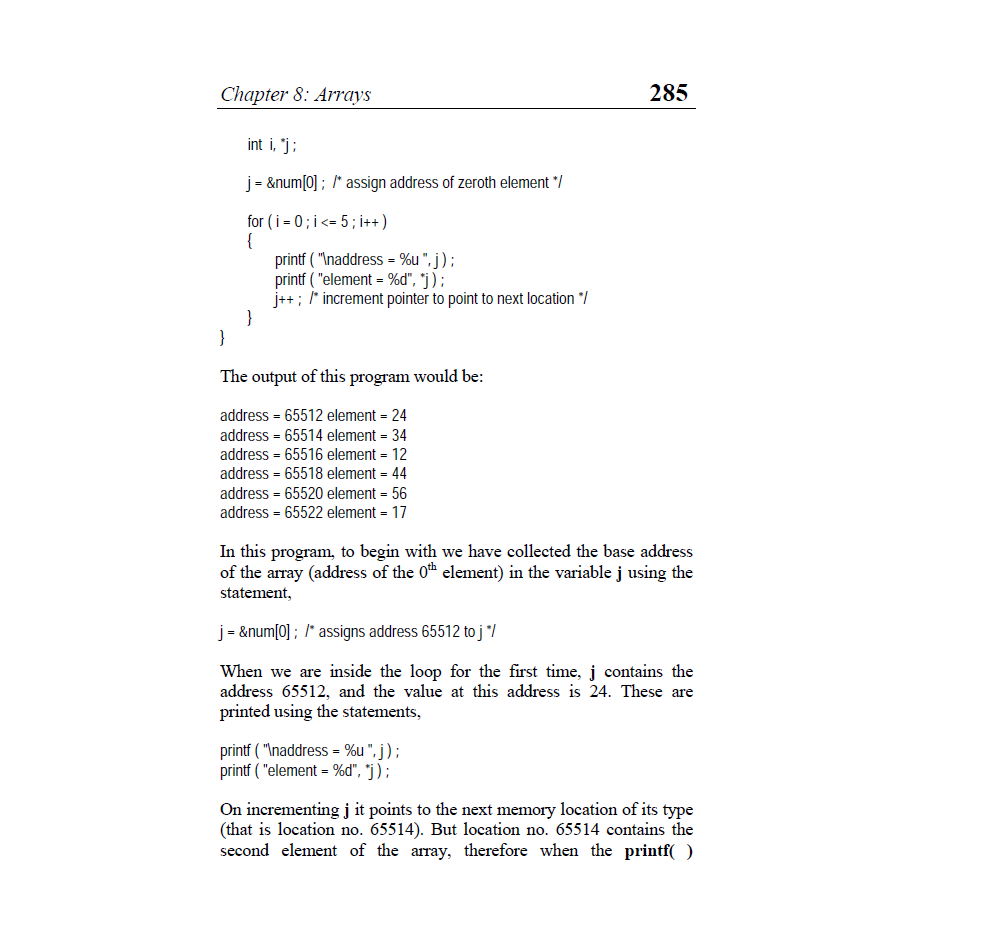 Chapter 8: Arrays 285
int i, *j ;
j = &num[0] ; /* assign address of zeroth element */
for ( i = 0 ; i <= 5 ; i++ )
{
printf ( "\naddress = %u ", j ) ;
printf ( "element = %d", *j ) ;
j++ ; /* increment pointer to point to next location */
}
}
The output of this program would be:
address = 65512 element = 24
address = 65514 element = 34
address = 65516 element = 12
address = 65518 element = 44
address = 65520 element = 56
address = 65522 element = 17
In this program, to begin with we have collected the base address
of the array (address of the 0th element) in the variable j using the
statement,
j = &num[0] ; /* assigns address 65512 to j */
When we are inside the loop for the first time, j contains the
address 65512, and the value at this address is 24. These are
printed using the statements,
printf ( "\naddress = %u ", j ) ;
printf ( "element = %d", *j ) ;
On incrementing j it points to the next memory location of its type
(that is location no. 65514). But location no. 65514 contains the
second element of the array, therefore when the printf( )